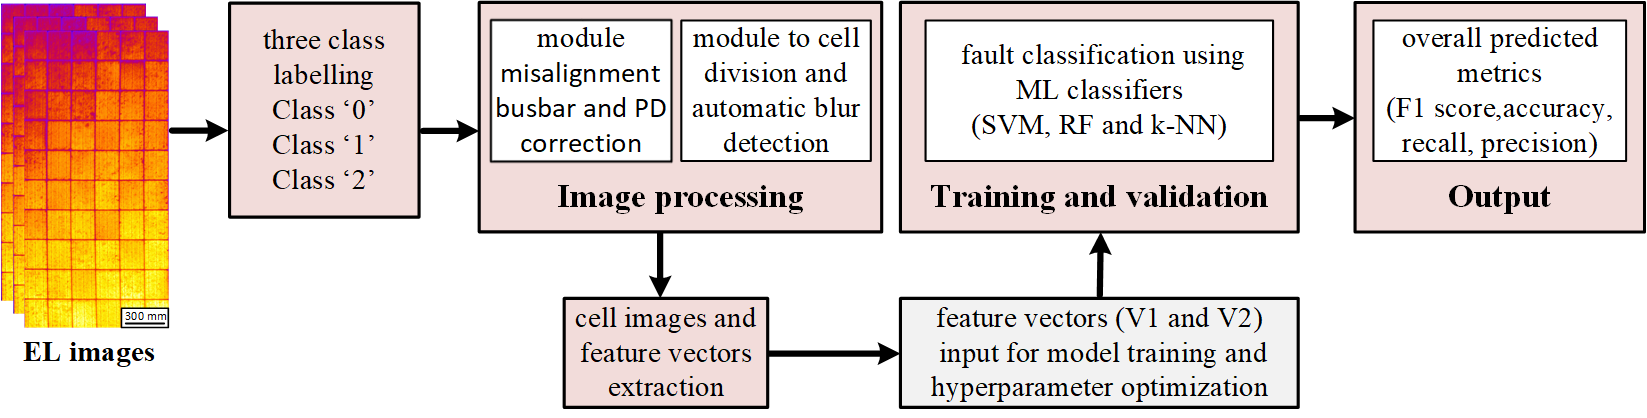 300 mm
EL images
three class
labelling
Class ‘0’
Class ‘1’
Class ‘2’
module
misalignment
busbar and PD
correction
module to cell
division and
automatic blur
detection
Image processing
cell images and
feature vectors
extraction
feature vectors (V1 and V2)
input for model training and
hyperparameter optimization
fault classification using
ML classifiers
(SVM, RF and k-NN)
Training and validation
overall predicted
metrics
(F1 score,accuracy,
recall, precision)
Output